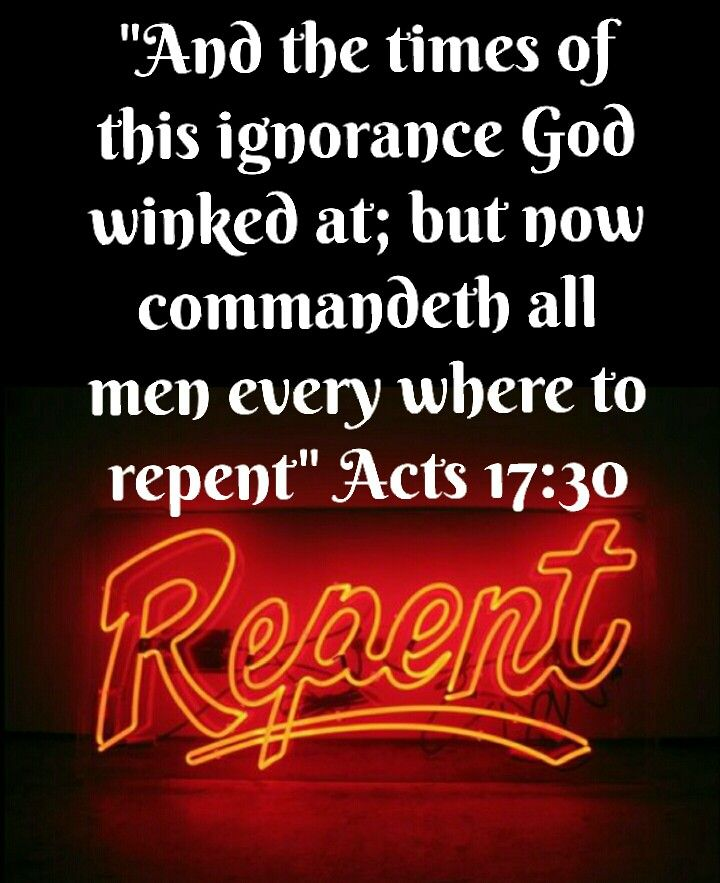 "And the times of
this ignorance God
winked at; but now
commandeth all
men every where to
repent" Acts 17:30
Repent